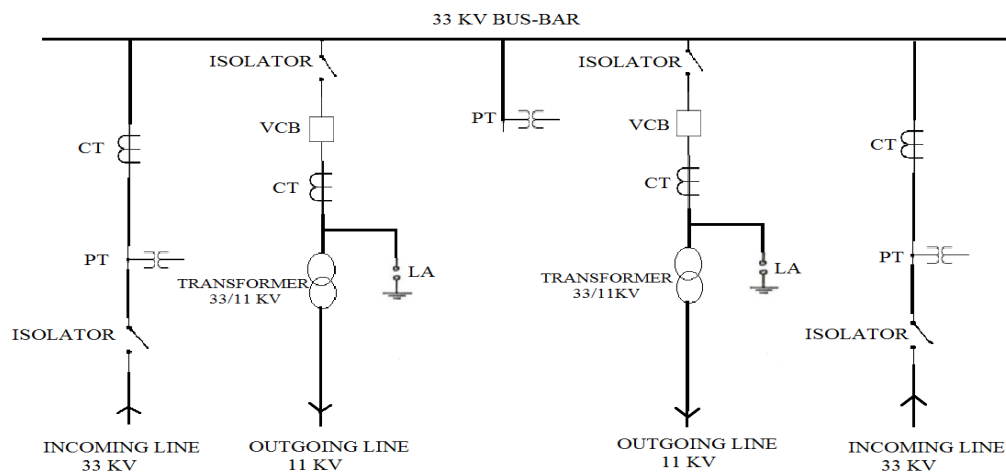 33 KV BUS-BAR
ISOLATOR
ISOLATOR
VCB
PT
VCB
CT
CT
CT
CT
PT
LA
TRANSFORMER
33/11 KV
LA
TRANSFORMER
33/11KV
PT
ISOLATOR
ISOLATOR
INCOMING LINE
33 KV
OUTGOING LINE
11 KV
OUTGOING LINE
11 KV
INCOMING LINE
33 KV